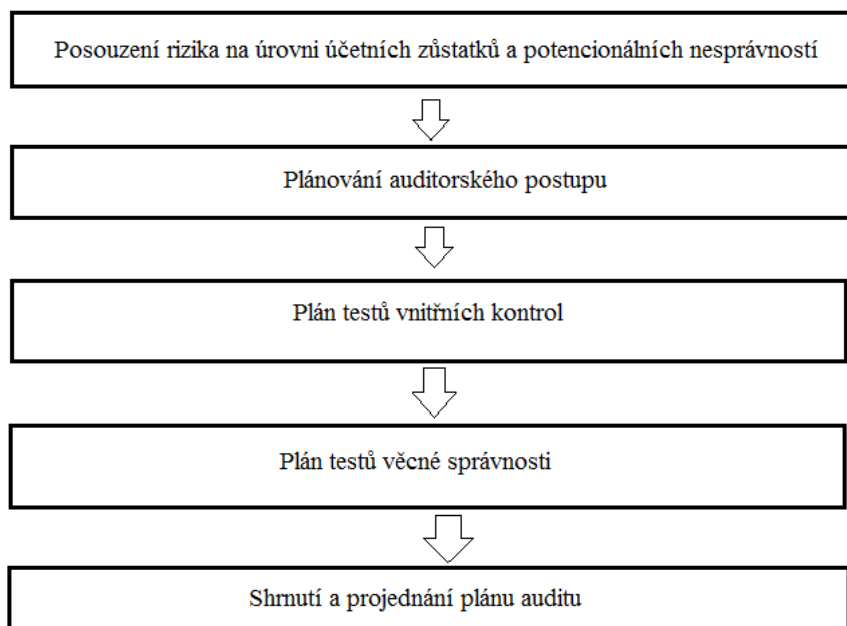 Posouzení rizika na úrovni účetních zůstatků a potencionálních nesprávností
Plánování auditorského postupu
Plán testů vnitřních kontrol
Plán testů věcné správnosti
Shrnutí a projednání plánu auditu